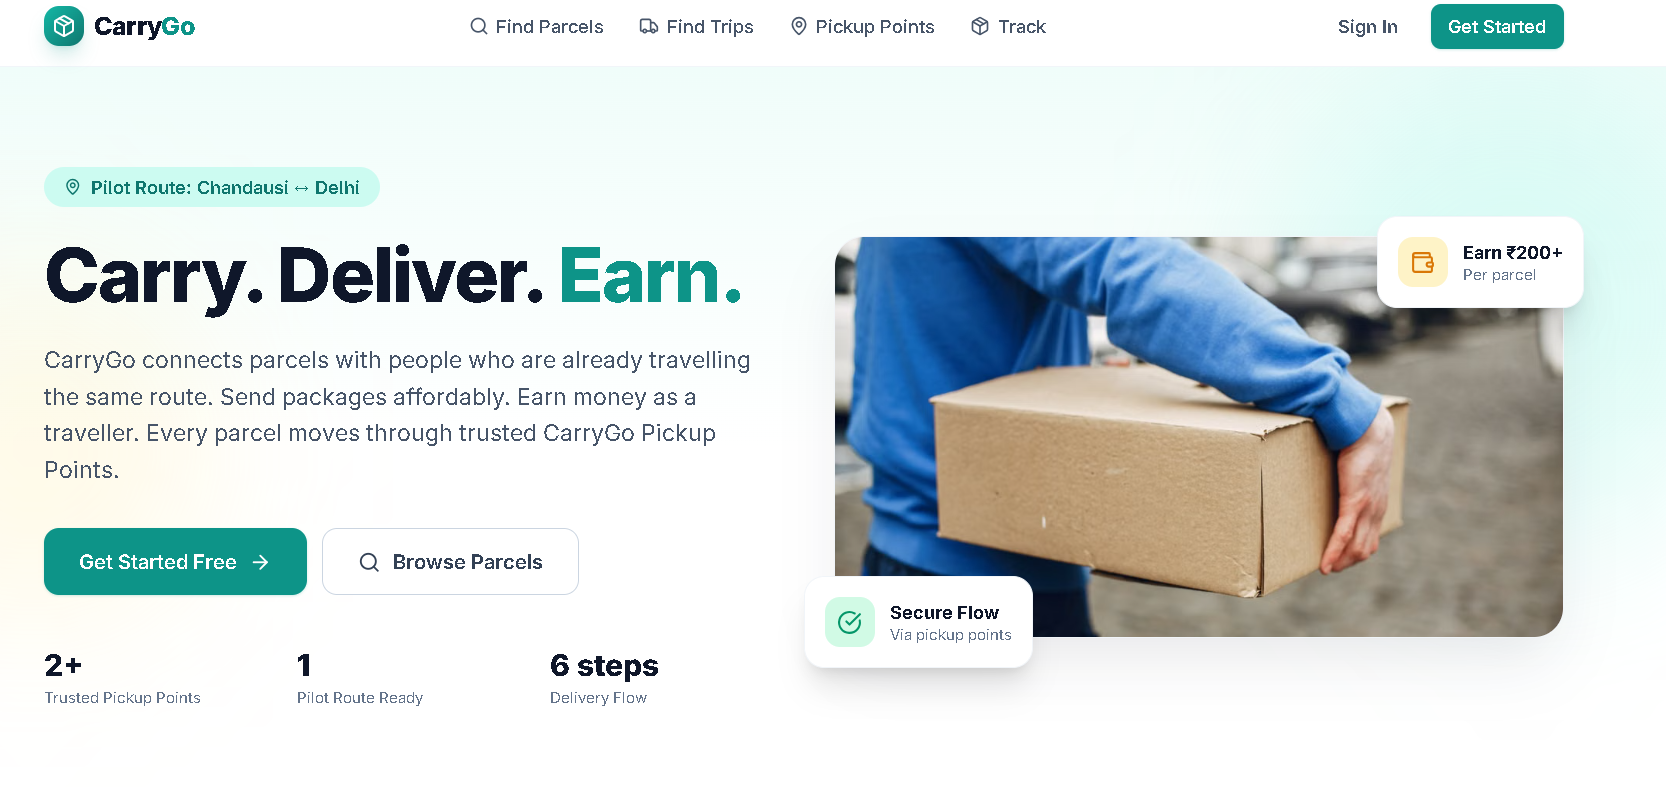 CarryGo
Find Parcels
Find Trips
Pickup Points
Track
Sign In
Get Started
Pilot Route: Chandausi ↔ Delhi
Carry. Deliver. Earn.
CarryGo connects parcels with people who are already travelling
the same route. Send packages affordably. Earn money as a
traveller. Every parcel moves through trusted CarryGo Pickup
Points.
Get Started Free →
Browse Parcels
2+
Trusted Pickup Points
1
Pilot Route Ready
6 steps
Delivery Flow
Earn ₹200+
Per parcel
Secure Flow
Via pickup points